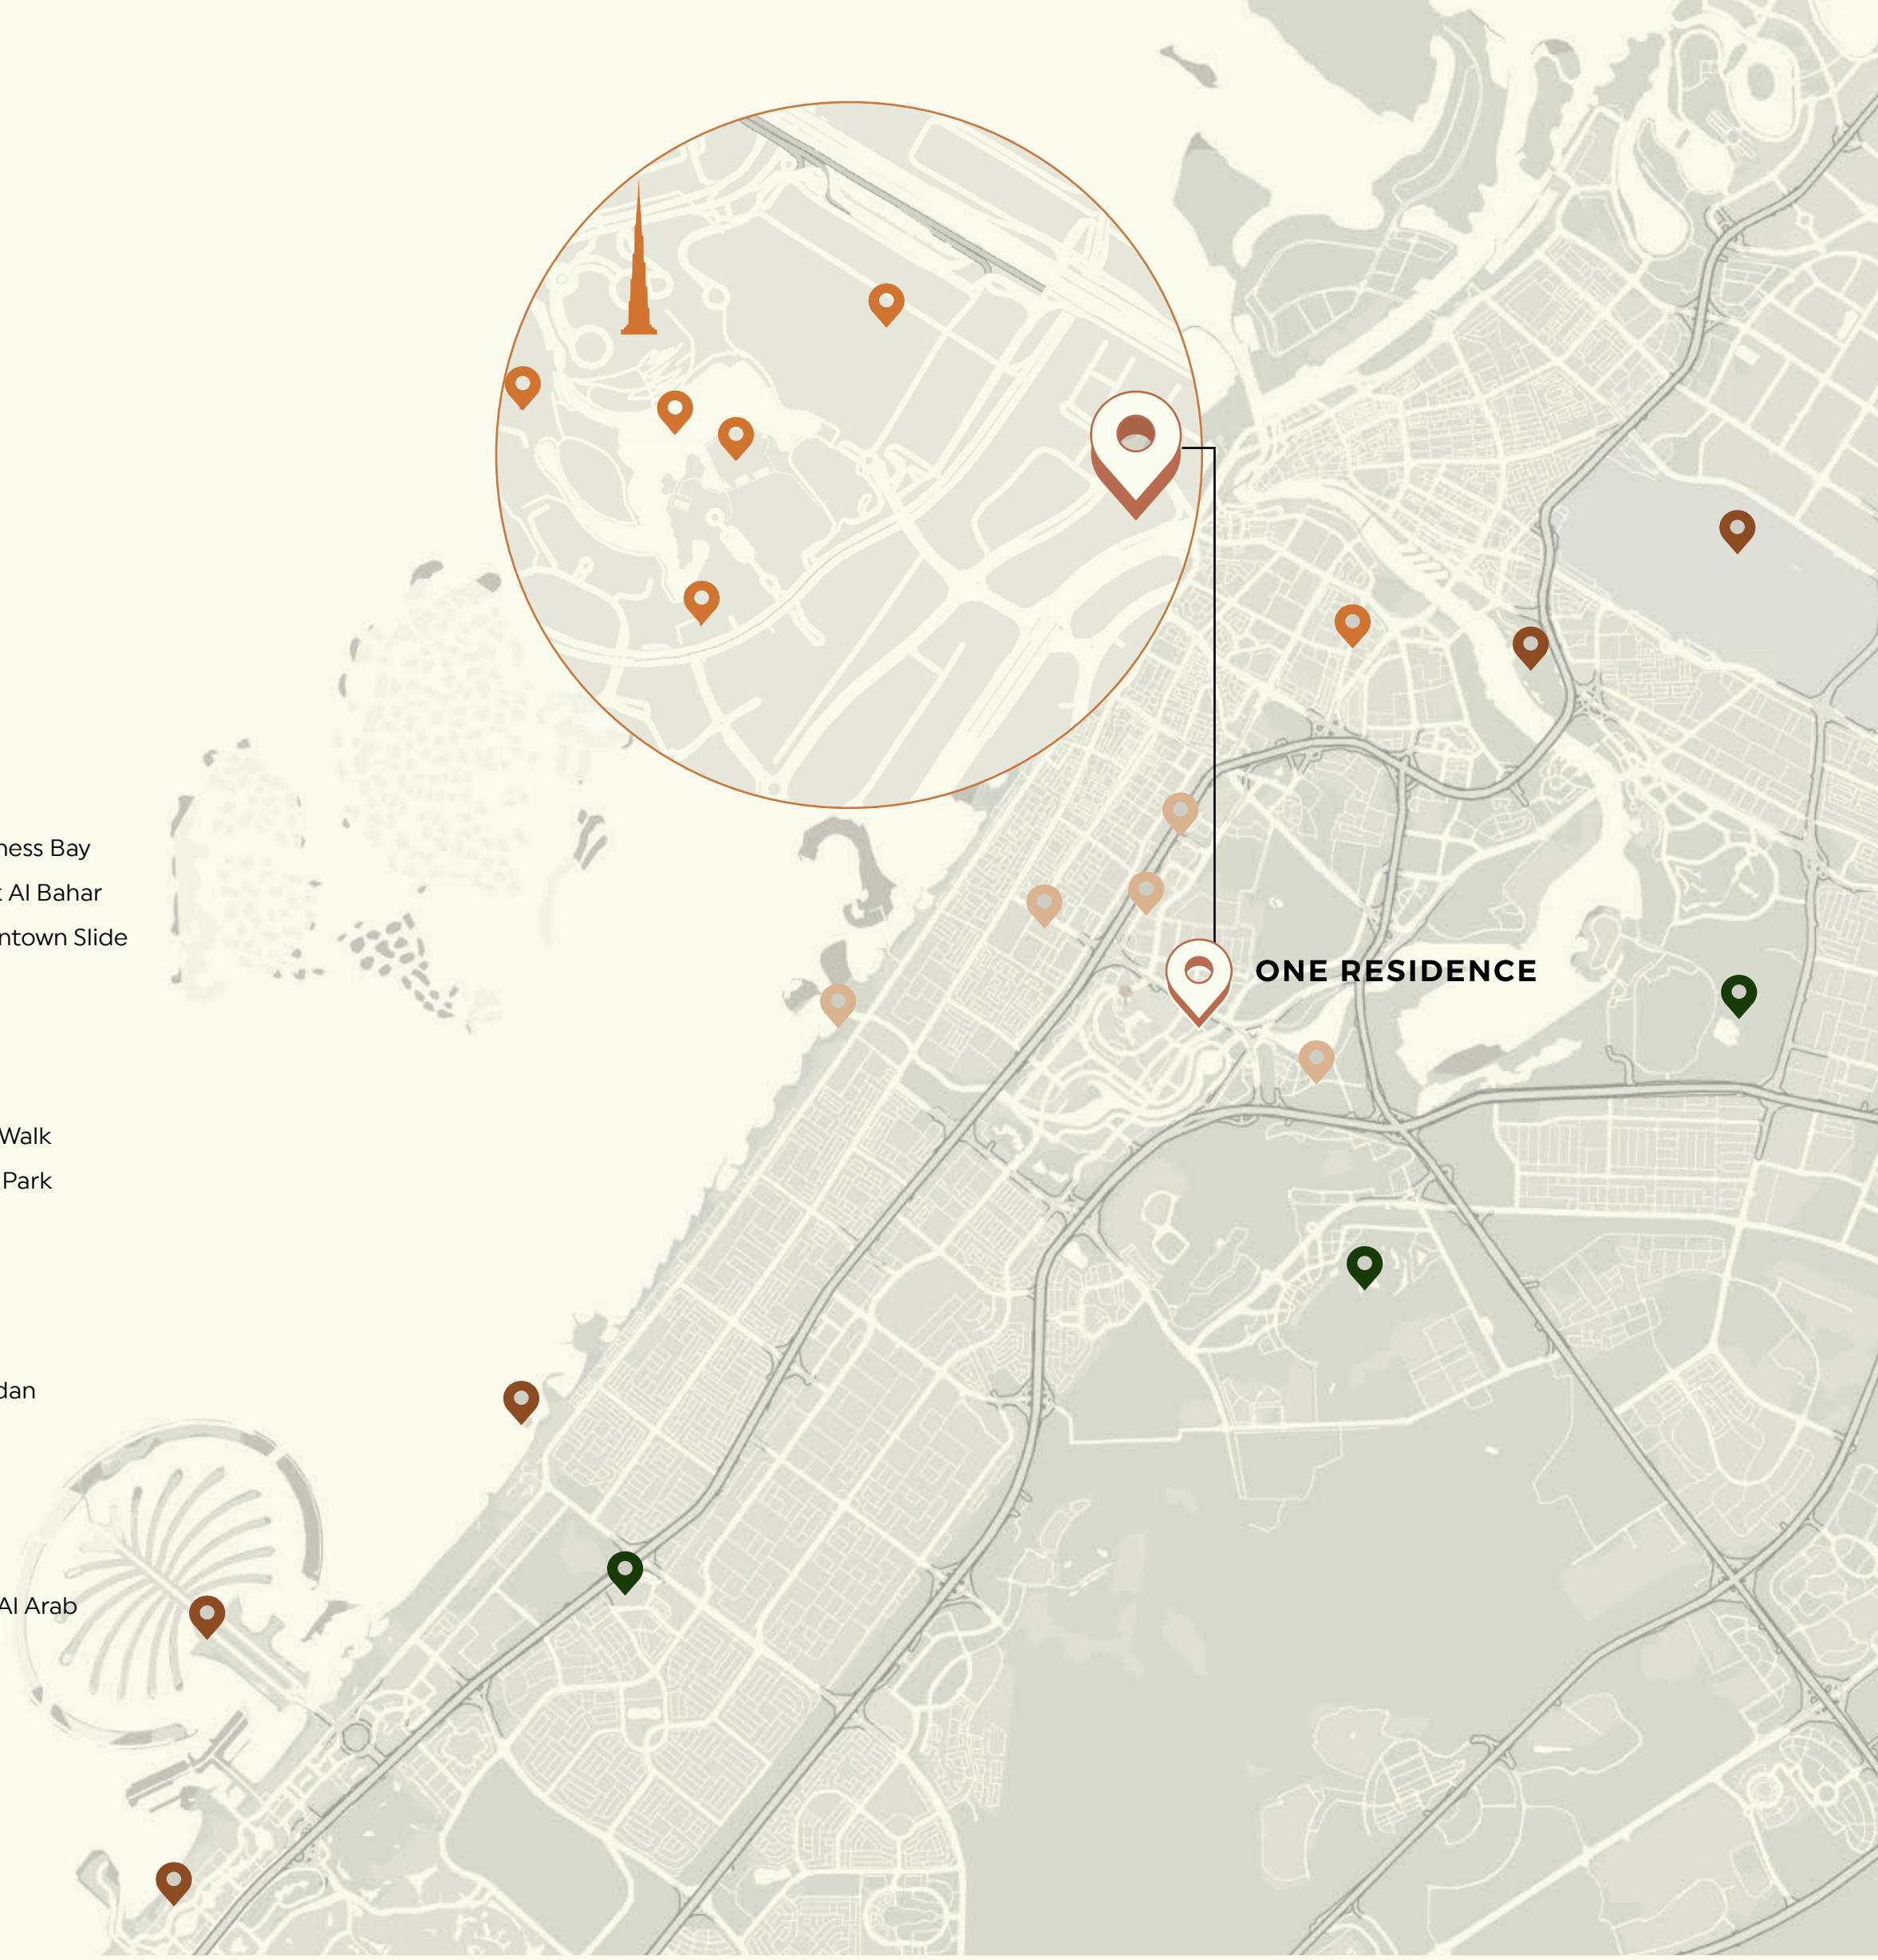 ness Bay
Al Bahar
ntown Slide
ONE RESIDENCE
Walk
Park
dan
Al Arab